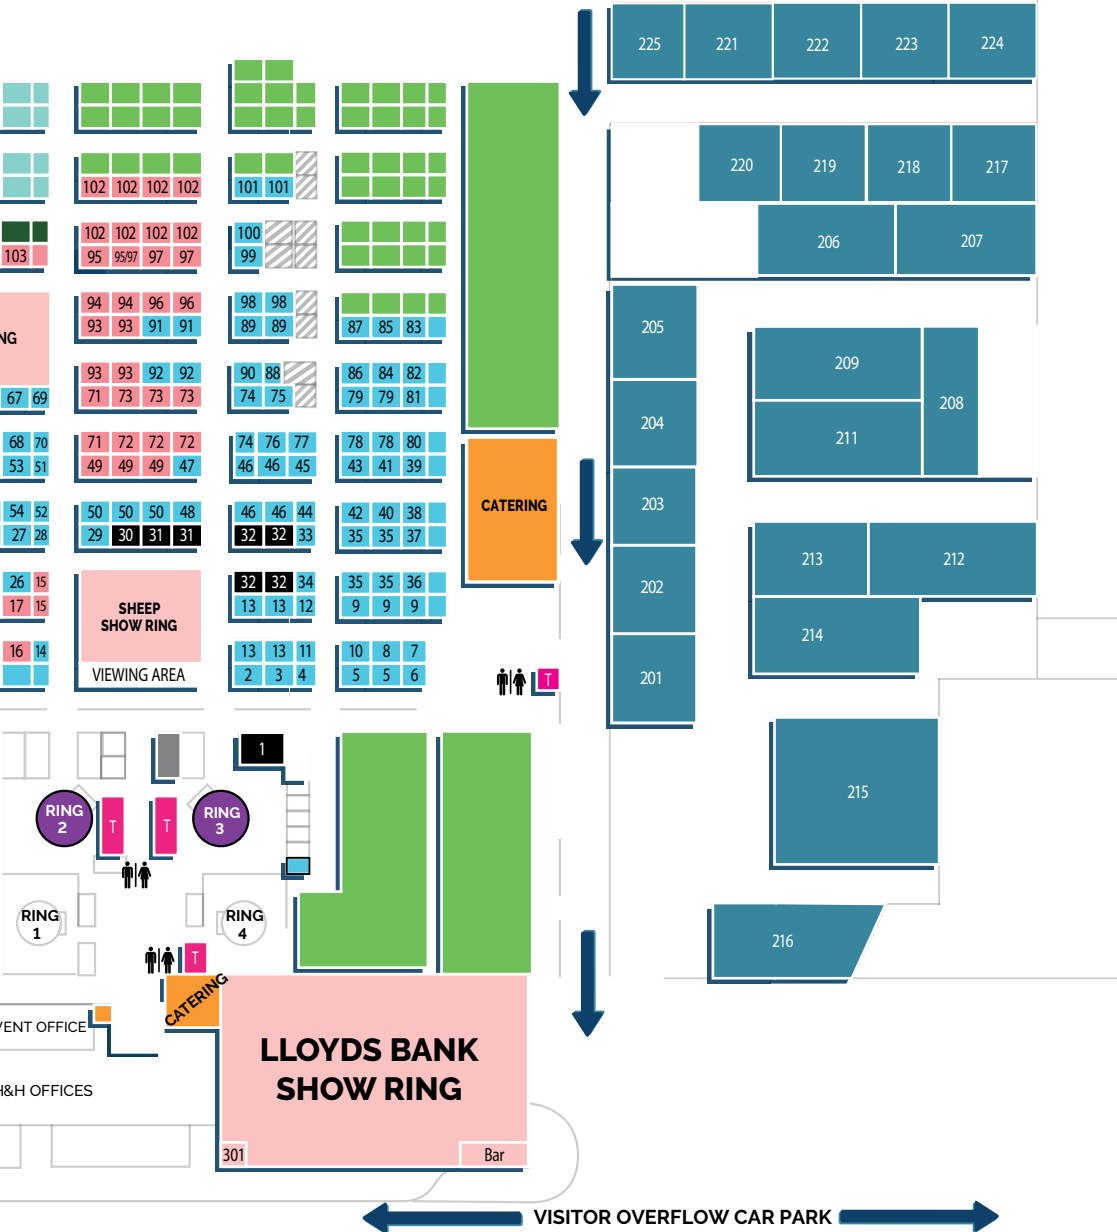 225 221 222 223 224
220 219 218 217
102 102 102 102 101 101
206 207
102 102 102 102 100
103 95 95/97 97 97 99
94 94 96 96 98 98
93 93 91 91 89 89 87 85 83
205
NG
209
93 93 92 92 90 88 86 84 82
67 69 71 73 73 73 74 75 79 79 81
208
204
211
68 70 71 72 72 72 74 76 77 78 78 80
53 51 49 49 49 47 46 46 45 43 41 39
CATERING
203
54 52 50 50 50 48 46 46 44 42 40 38
27 28 29 30 31 31 32 32 33 35 35 37
213 212
26 15 32 32 34 35 35 36
202
17 15 13 13 12 9 9 9
SHEEP
SHOW RING
214
16 14 13 13 11 10 8 7
VIEWING AREA 2 3 4 5 5 6
T
201
1
215
RING
2
T
T
RING
3
RING
1
RING
4
216
T
CATERING
VENT OFFICE
LLOYDS BANK
SHOW RING
H&H OFFICES
301 Bar
VISITOR OVERFLOW CAR PARK